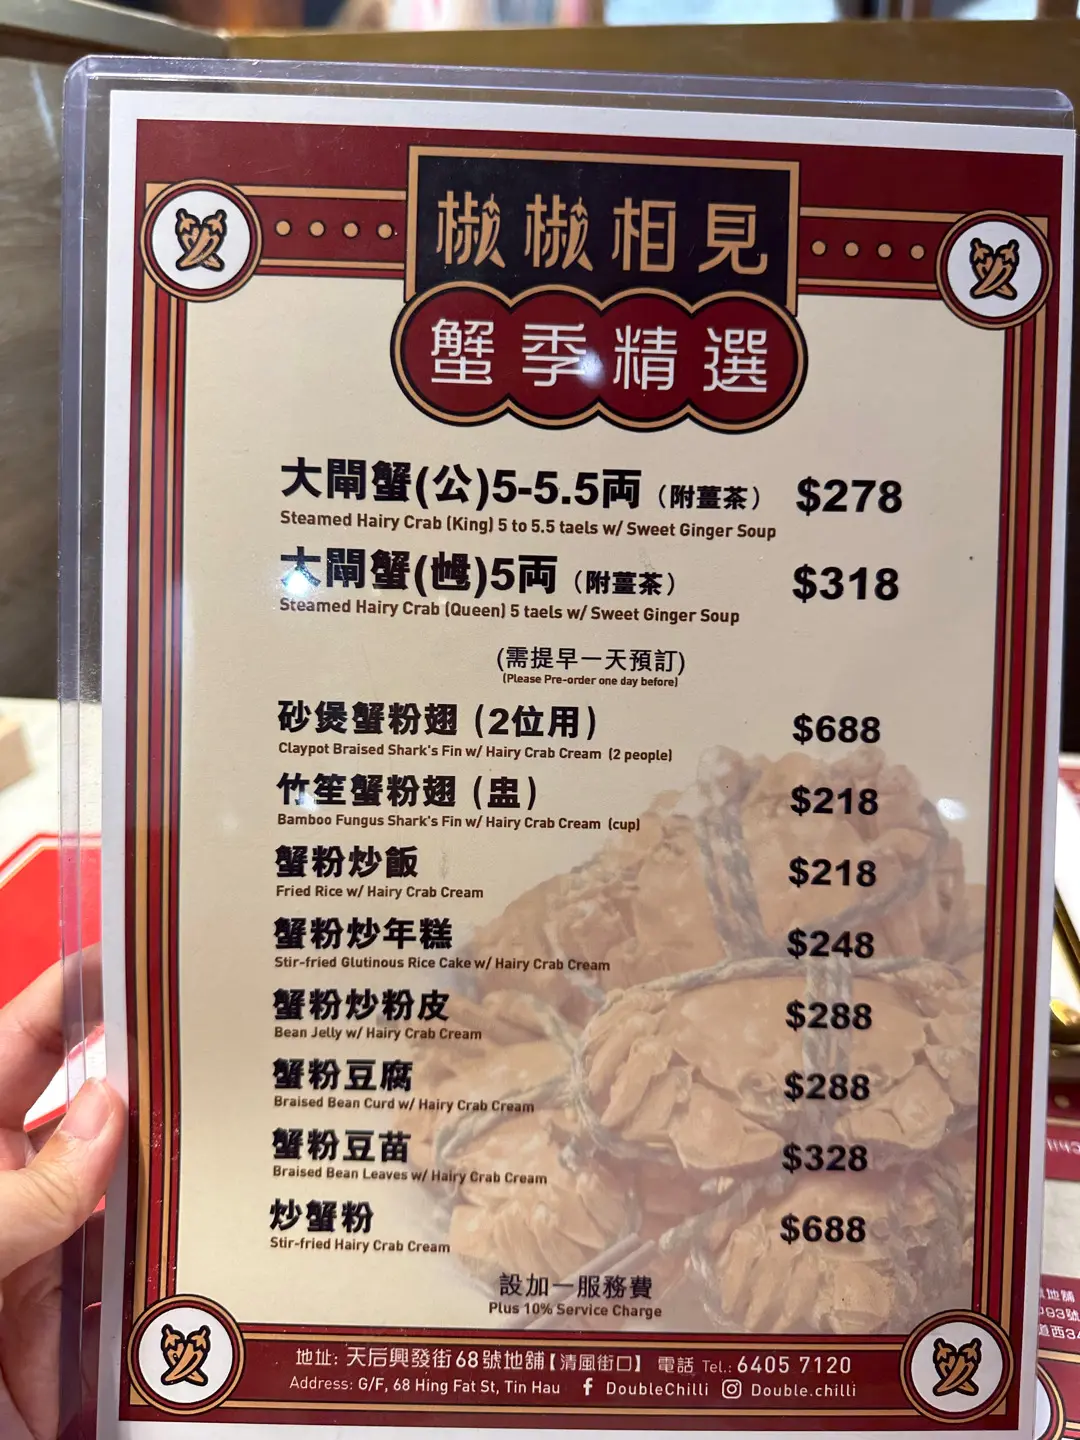 椒椒相見
蟹季精選
大閘蟹(公)5-5.5両（附薑茶） $278
Steamed Hairy Crab (King) 5 to 5.5 taels w/ Sweet Ginger Soup
大閘蟹(乸)5両（附薑茶） $318
Steamed Hairy Crab (Queen) 5 taels w/ Sweet Ginger Soup
(需提早一天預訂)
(Please Pre-order one day before)
砂煲蟹粉翅 (2位用) $688
Claypot Braised Shark's Fin w/ Hairy Crab Cream (2 people)
竹笙蟹粉翅 (盅) $218
Bamboo Fungus Shark's Fin w/ Hairy Crab Cream (cup)
蟹粉炒飯 $218
Fried Rice w/ Hairy Crab Cream
蟹粉炒年糕 $248
Stir-fried Glutinous Rice Cake w/ Hairy Crab Cream
蟹粉炒粉皮 $288
Bean Jelly w/ Hairy Crab Cream
蟹粉豆腐 $288
Braised Bean Curd w/ Hairy Crab Cream
蟹粉豆苗 $328
Braised Bean Leaves w/ Hairy Crab Cream
炒蟹粉 $688
Stir-fried Hairy Crab Cream
設加一服務費
Plus 10% Service Charge
地址: 天后興發街68號地舖【清風街口】 電話 Tel.: 6405 7120
Address: G/F, 68 Hing Fat St, Tin Hau f DoubleChilli Double.chilli